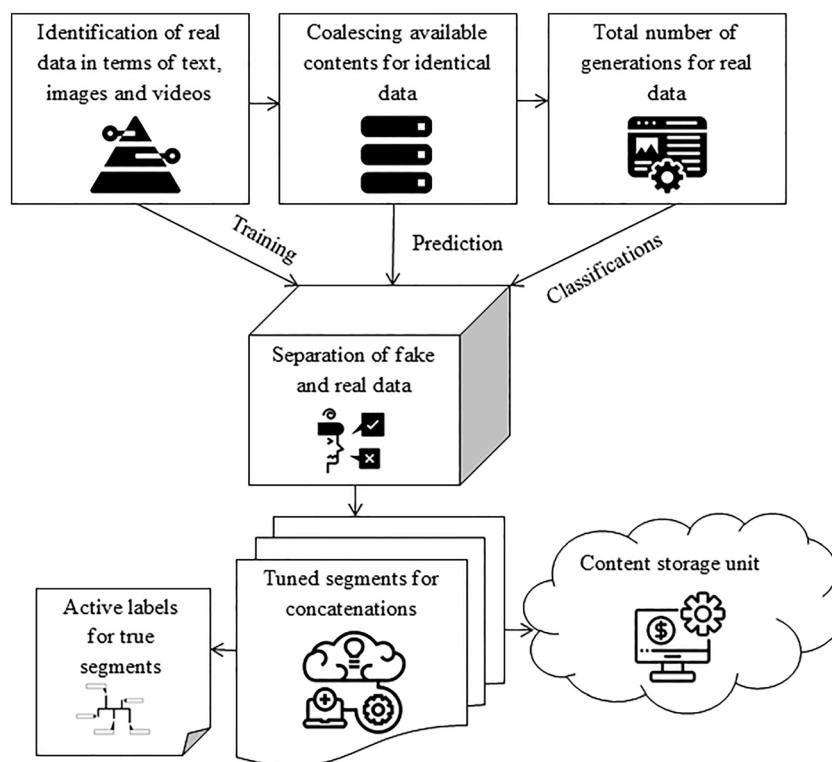 Identification of real
data in terms of text,
images and videos
Coalescing available
contents for identical
data
Total number of
generations for real
data
Training
Prediction
Classifications
Separation of fake
and real data
Tuned segments for
concatenations
Content storage unit
$
Active labels
for true
segments